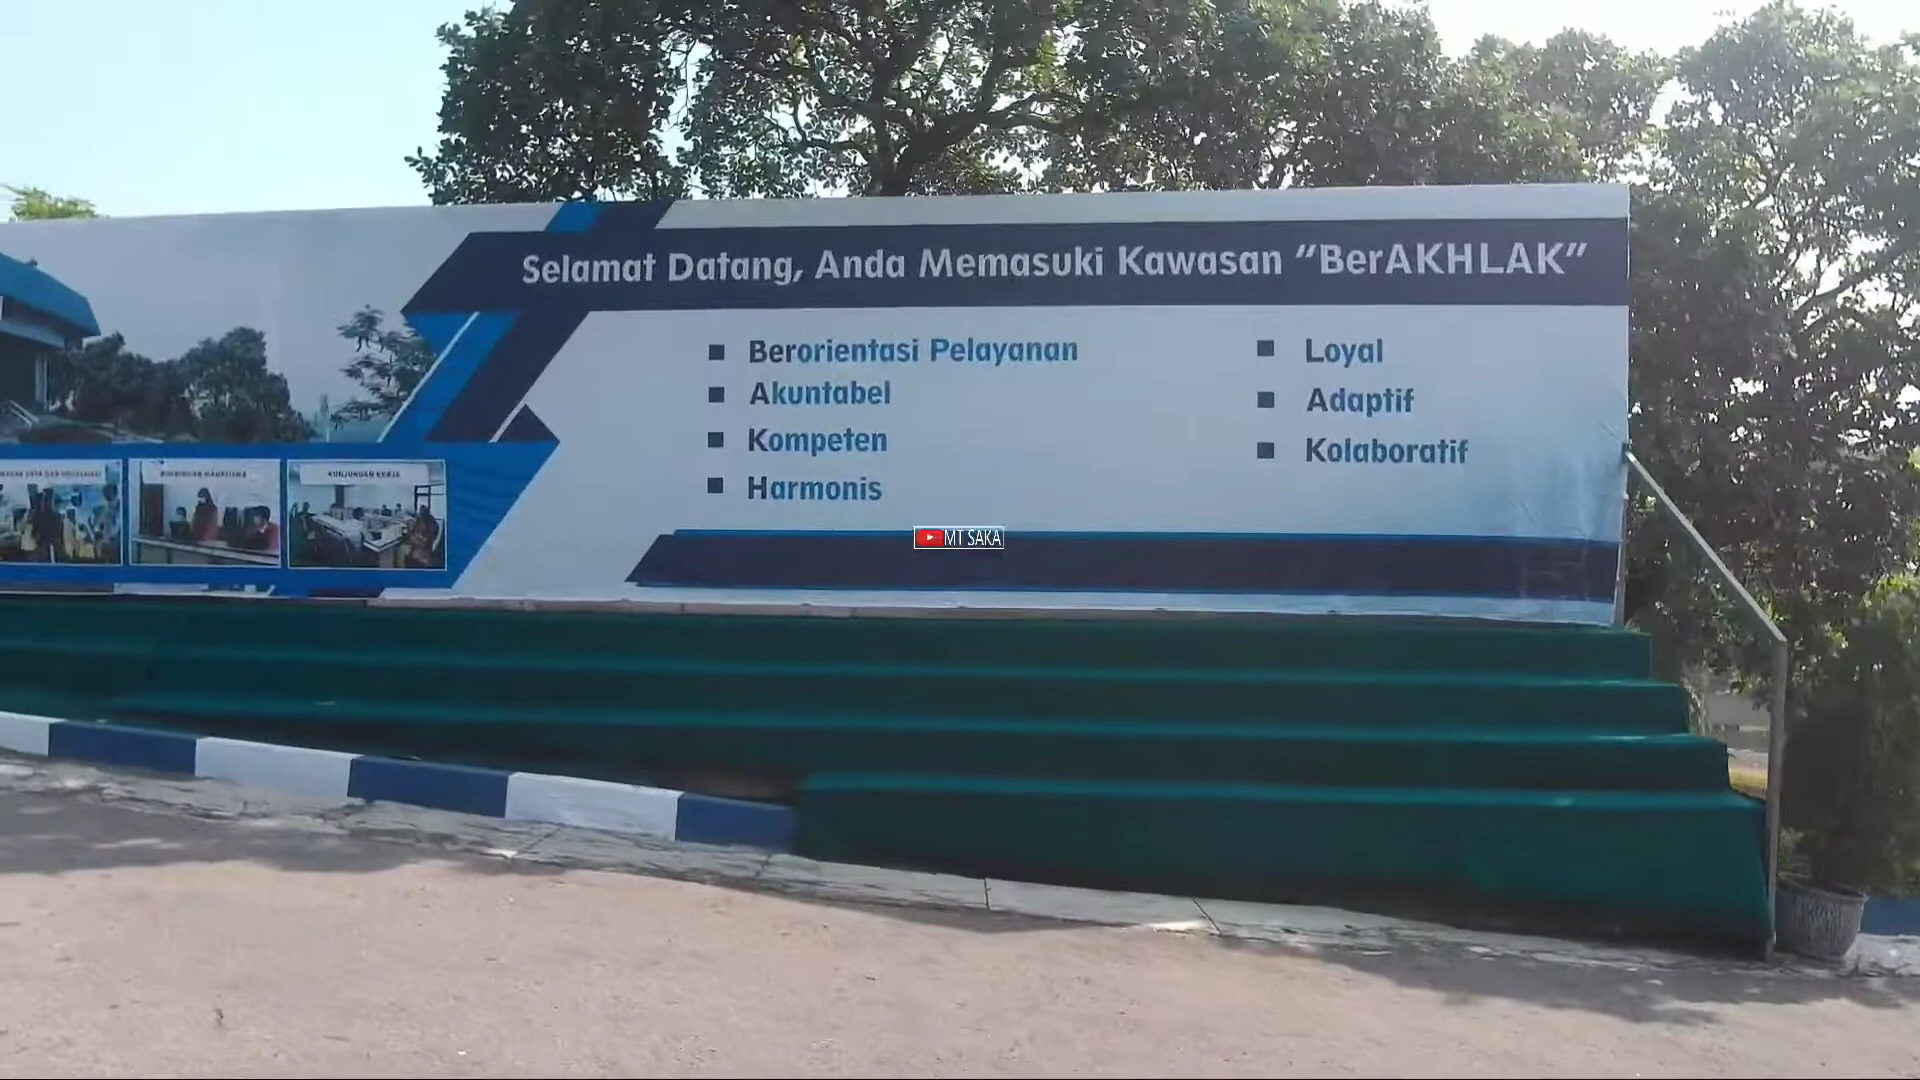 Selamat Datang, Anda Memasuki Kawasan "BerAKHLAK"
Berorientasi Pelayanan
Akuntabel
Kompeten
Harmonis
Loyal
Adaptif
Kolaboratif
KUNJUNGAN KERJA
MT SAKA